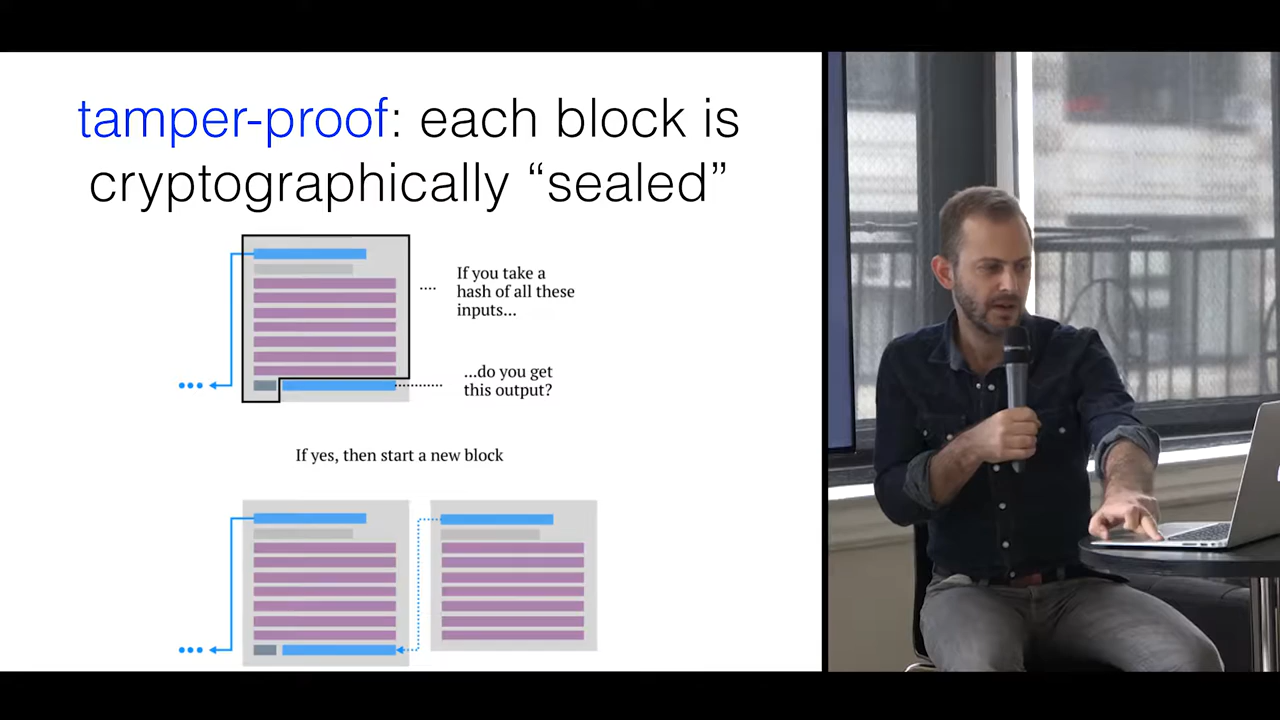 tamper-proof: each block is
cryptographically “sealed”
If you take a
hash of all these
inputs...
...do you get
this output?
If yes, then start a new block